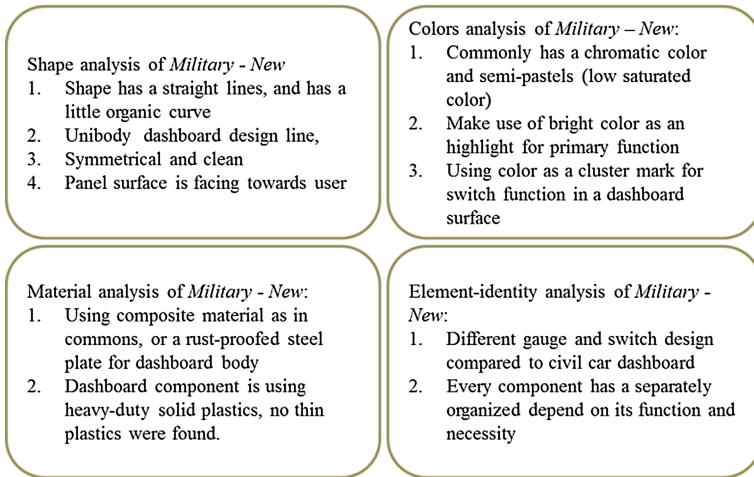 Shape analysis of Military - New
1. Shape has a straight lines, and has a
little organic curve
2. Unibody dashboard design line,
3. Symmetrical and clean
4. Panel surface is facing towards user
Colors analysis of Military – New:
1. Commonly has a chromatic color
and semi-pastels (low saturated
color)
2. Make use of bright color as an
highlight for primary function
3. Using color as a cluster mark for
switch function in a dashboard
surface
Material analysis of Military - New:
1. Using composite material as in
commons, or a rust-proofed steel
plate for dashboard body
2. Dashboard component is using
heavy-duty solid plastics, no thin
plastics were found.
Element-identity analysis of Military -
New:
1. Different gauge and switch design
compared to civil car dashboard
2. Every component has a separately
organized depend on its function and
necessity